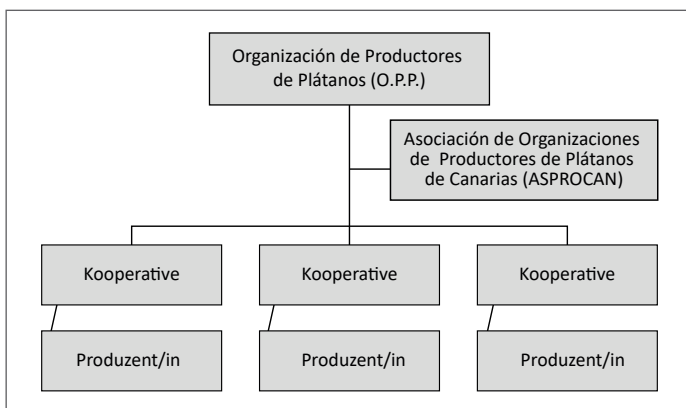 Organización de Productores
de Plátanos (O.P.P.)
Asociación de Organizaciones
de Productores de Plátanos
de Canarias (ASPROCAN)
Kooperative
Kooperative
Kooperative
Produzent/in
Produzent/in
Produzent/in